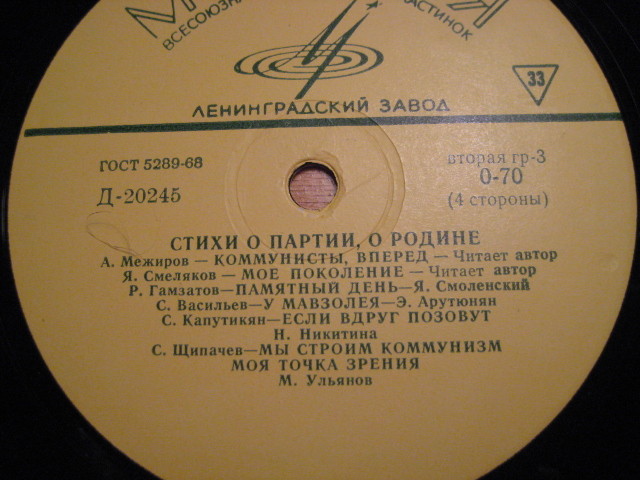 ВСЕСОЮЗНА АСТИНОК
33
ЛЕНИНГРАДСКИЙ ЗАВОД
ГОСТ 5289-68
вторая гр-3
Д-20245
0-70
(4 стороны)
СТИХИ О ПАРТИИ, О РОДИНЕ
А. Межиров — КОММУНИСТЫ, ВПЕРЕД — Читает автор
Я. Смеляков — МОЕ ПОКОЛЕНИЕ — Читает автор
Р. Гамзатов — ПАМЯТНЫЙ ДЕНЬ — Я. Смоленский
С. Васильев — У МАВЗОЛЕЯ — Э. Арутюнян
С. Капутикян — ЕСЛИ ВДРУГ ПОЗОВУТ
Н. Никитина
С. Щипачев — МЫ СТРОИМ КОММУНИЗМ
МОЯ ТОЧКА ЗРЕНИЯ
М. Ульянов